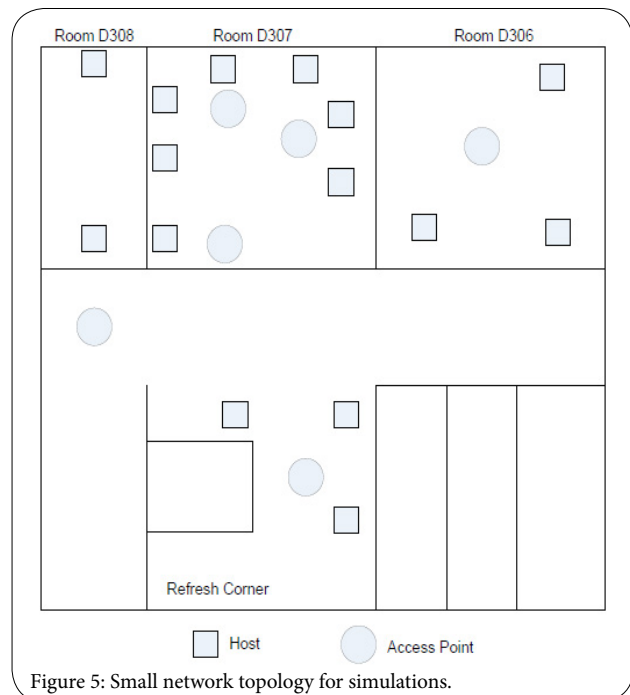 Room D308
Room D307
Room D306
Refresh Corner
Host
Access Point
Figure 5: Small network topology for simulations.